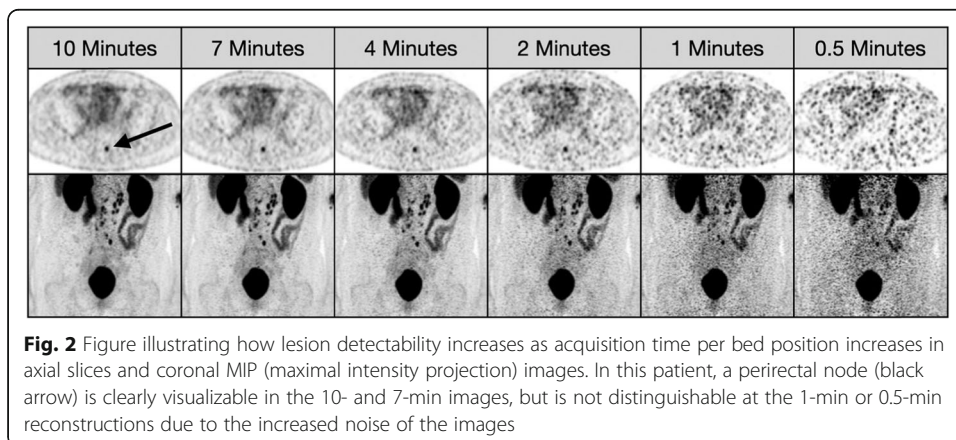 10 Minutes 7 Minutes 4 Minutes 2 Minutes 1 Minutes 0.5 Minutes
Fig. 2 Figure illustrating how lesion detectability increases as acquisition time per bed position increases in
axial slices and coronal MIP (maximal intensity projection) images. In this patient, a perirectal node (black
arrow) is clearly visualizable in the 10- and 7-min images, but is not distinguishable at the 1-min or 0.5-min
reconstructions due to the increased noise of the images